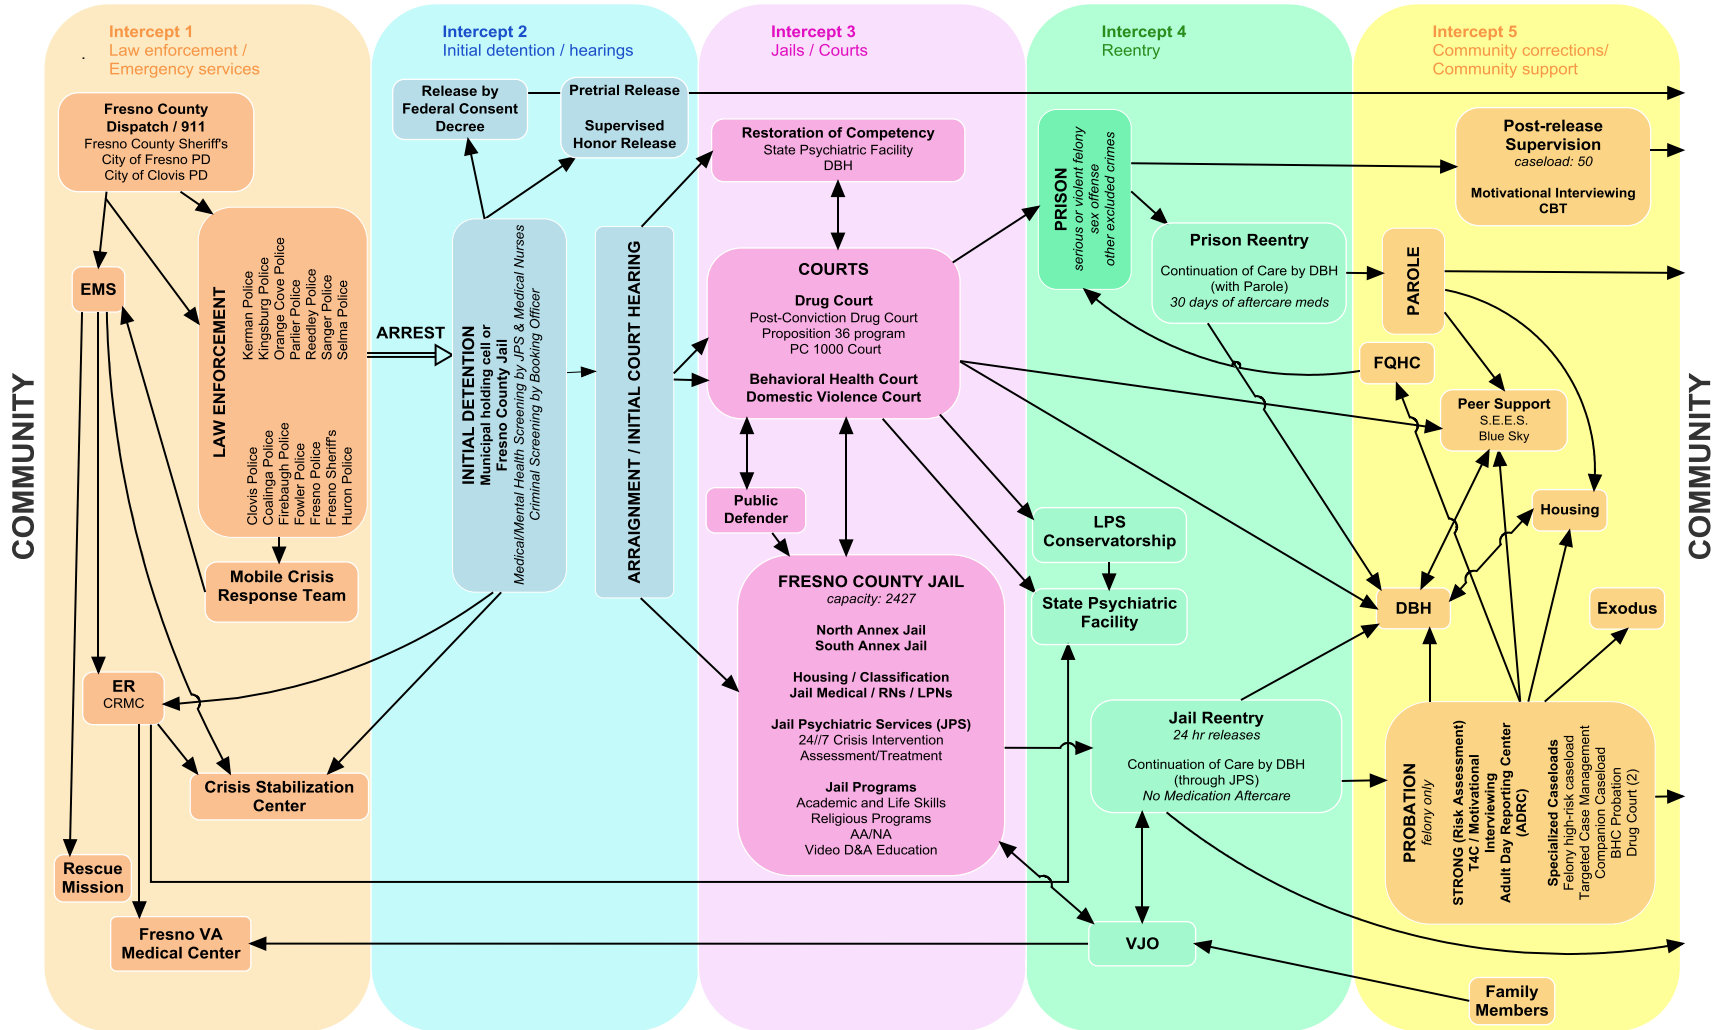 COMMUNITY
Intercept 1
Law enforcement /
Emergency services
Fresno County
Dispatch / 911
Fresno County Sheriff's
City of Fresno PD
City of Clovis PD
EMS
LAW ENFORCEMENT
Kerman Police
Kingsburg Police
Orange Cove Police
Parlier Police
Reedley Police
Sanger Police
Selma Police
Clovis Police
Coalinga Police
Firebaugh Police
Fowler Police
Fresno Police
Fresno Sheriff's
Huron Police
Mobile Crisis
Response Team
ER
CRMC
Crisis Stabilization
Center
Rescue
Mission
Fresno VA
Medical Center
ARREST
Intercept 2
Initial detention / hearings
Release by
Federal Consent
Decree
Pretrial Release
Supervised
Honor Release
INITIAL DETENTION
Municipal holding cell or
Fresno County Jail
Medical/Mental Health Screening by JPS & Medical Nurses
Criminal Screening by Booking Officer
ARRAIGNMENT / INITIAL COURT HEARING
Intercept 3
Jails / Courts
Restoration of Competency
State Psychiatric Facility
DBH
COURTS
Drug Court
Post-Conviction Drug Court
Proposition 36 program
PC 1000 Court
Behavioral Health Court
Domestic Violence Court
Public
Defender
FRESNO COUNTY JAIL
capacity: 2427
North Annex Jail
South Annex Jail
Housing / Classification
Jail Medical / RNs / LPNs
Jail Psychiatric Services (JPS)
24//7 Crisis Intervention
Assessment/Treatment
Jail Programs
Academic and Life Skills
Religious Programs
AA/NA
Video D&A Education
Intercept 4
Reentry
PRISON
serious or violent felony
sex offense
other excluded crimes
Prison Reentry
Continuation of Care by DBH
(with Parole)
30 days of aftercare meds
LPS
Conservatorship
State Psychiatric
Facility
Jail Reentry
24 hr releases
Continuation of Care by DBH
(through JPS)
No Medication Aftercare
VJO
Intercept 5
Community corrections/
Community support
Post-release
Supervision
caseload: 50
Motivational Interviewing
CBT
PAROLE
FQHC
Peer Support
S.E.E.S.
Blue Sky
Housing
DBH
Exodus
PROBATION
felony only
STRONG (Risk Assessment)
T4C / Motivational
Interviewing
Adult Day Reporting Center
(ADRC)
Specialized Caseloads
Felony high-risk caseload
Targeted Case Management
Companion Caseload
BHC Probation
Drug Court (2)
Family
Members
COMMUNITY